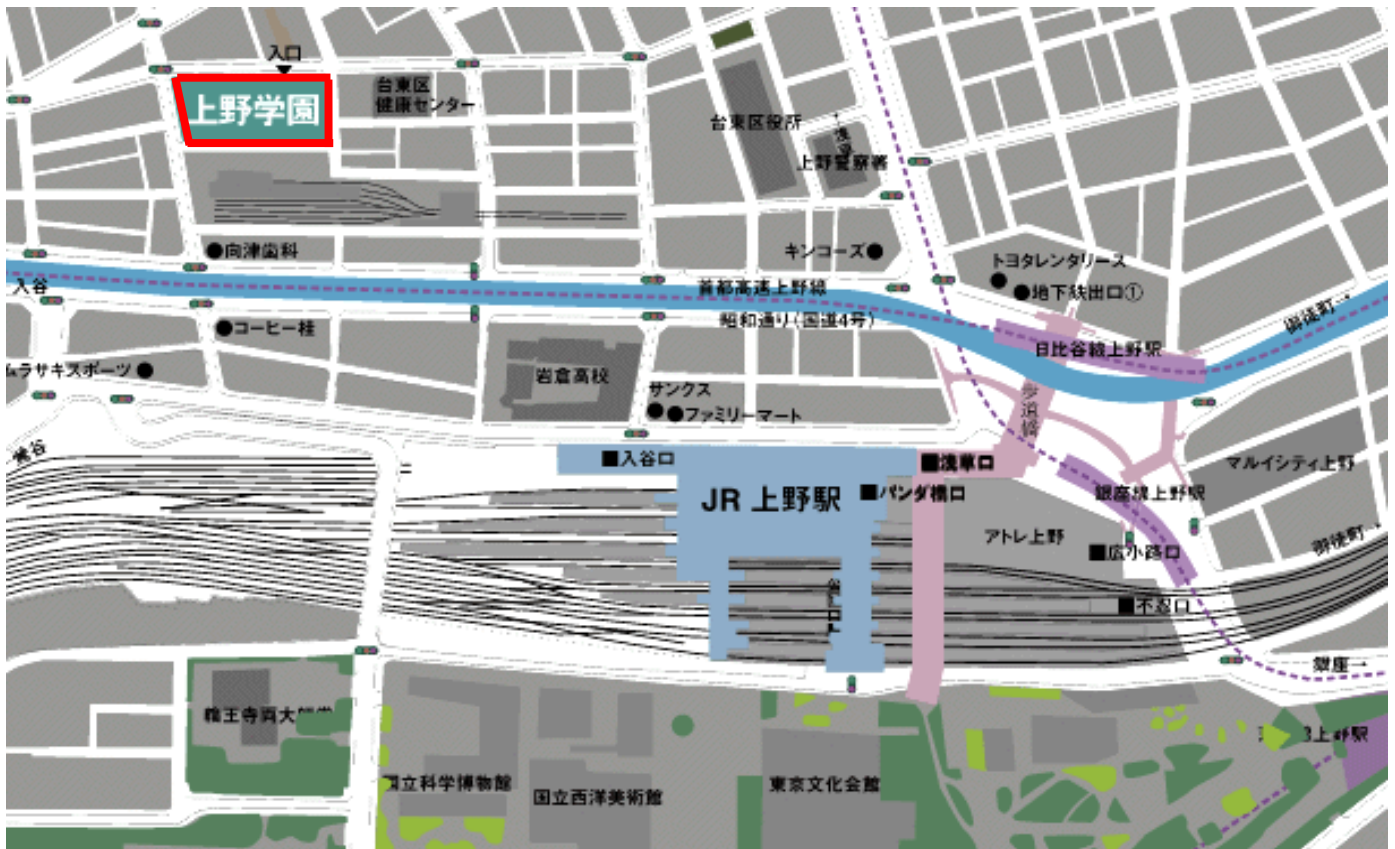 入口
上野学園
台東区
健康センター
台東区役所
←浅草
上野警察署
向津歯科
キンコーズ
トヨタレンタリース
地下鉄出口①
入谷
首都高速上野線
昭和通り(国道4号)
御徒町→
コーヒー桂
日比谷線上野駅
ムラサキスポーツ
岩倉高校
サンクス
ファミリーマート
歩道橋
鶯谷
入谷口
浅草口
マルイシティ上野
JR 上野駅
パンダ橋口
銀座線上野駅
アトレ上野
広小路口
御徒町→
不忍口
銀座→
輪王寺両大師堂
上野駅
国立科学博物館
国立西洋美術館
東京文化会館